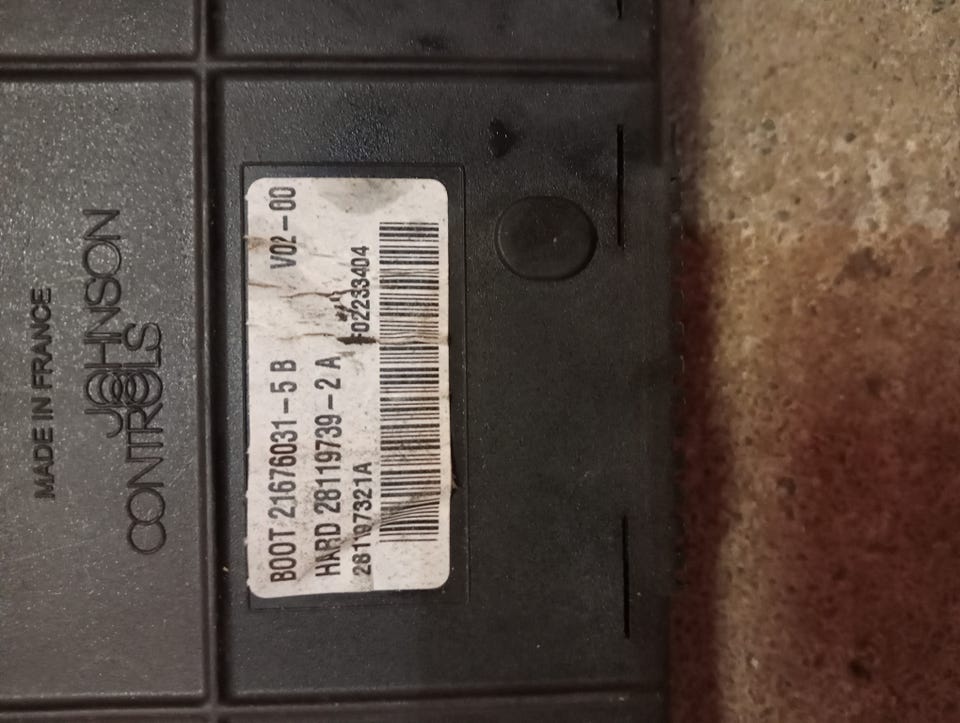 MADE IN FRANCE
JOHNSON
CONTROLS
BOOT 21676031-5 B V02-00
HARD 28119739-2 A
281197321A F02233404